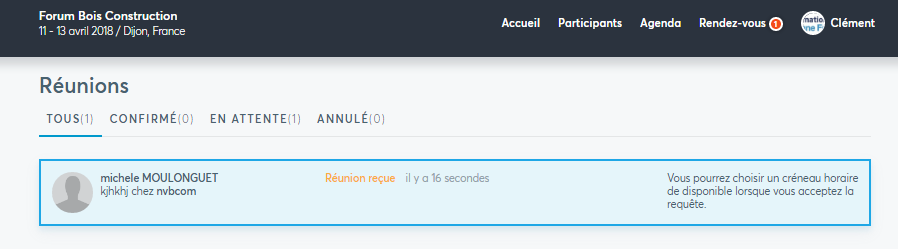 Forum Bois Construction
11 - 13 avril 2018 / Dijon, France
Accueil Participants Agenda Rendez-vous 1 Clément
Réunions
TOUS(1) CONFIRMÉ(0) EN ATTENTE(1) ANNULÉ(0)
michele MOULONGUET Réunion reçue il y a 16 secondes
kjhkhj chez nvbcom
Vous pourrez choisir un créneau horaire
de disponible lorsque vous acceptez la
requête.